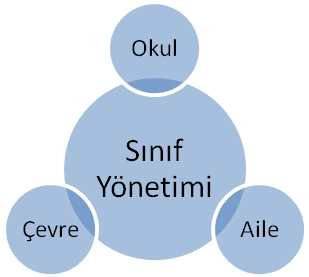 Okul
Sınıf
Yönetimi
Çevre
Aile